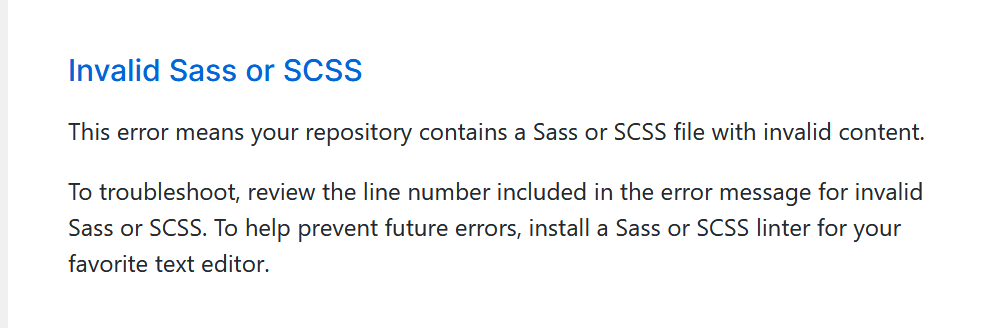 Invalid Sass or SCSS
This error means your repository contains a Sass or SCSS file with invalid content.
To troubleshoot, review the line number included in the error message for invalid
Sass or SCSS. To help prevent future errors, install a Sass or SCSS linter for your
favorite text editor.